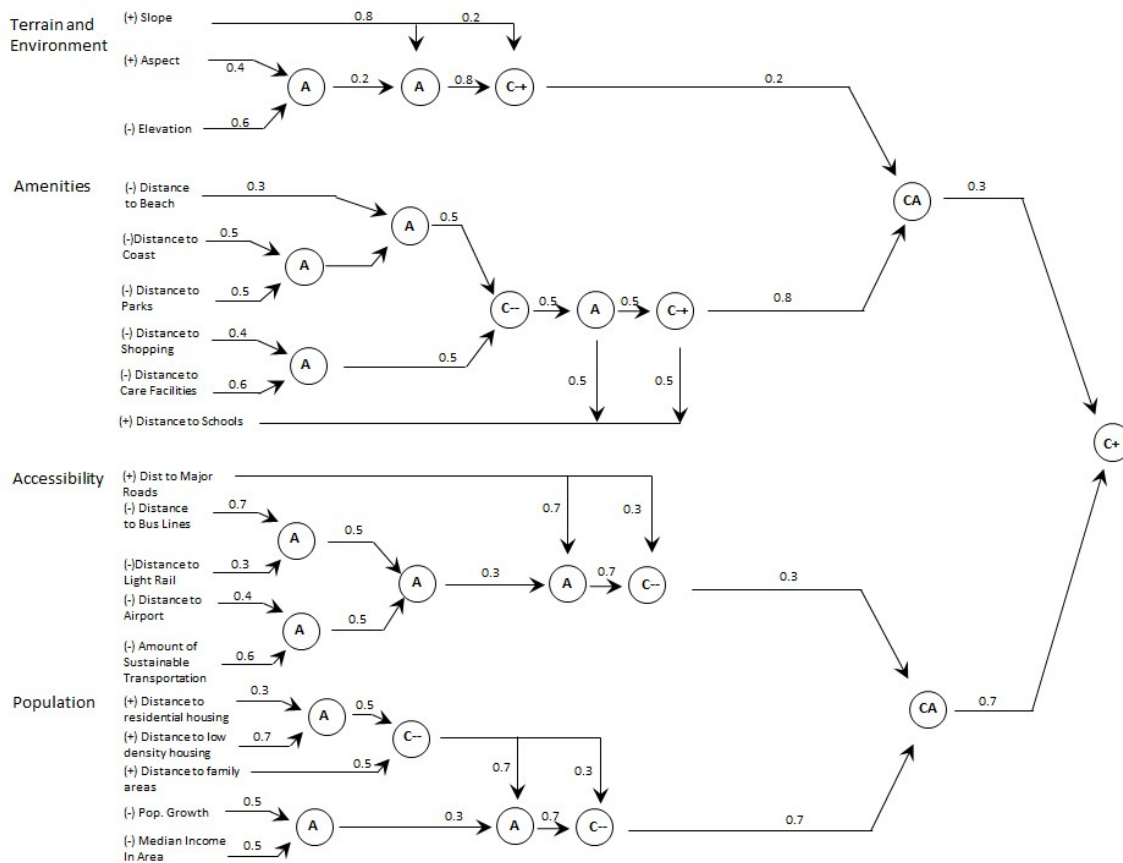 Terrain and
Environment
(+) Slope
0.8
0.2
(+) Aspect
0.4
A
0.2
A
0.8
C-+
0.2
0.6
(-) Elevation
Amenities
(-) Distance
to Beach
0.3
CA
0.3
A
0.5
(-)Distance to
Coast
0.5
A
(-) Distance to
Parks
0.5
C--
0.5
A
0.5
C-+
0.8
(-) Distance to
Shopping
0.4
A
0.5
(-) Distance to
Care Facilities
0.6
0.5
0.5
(+) Distance to Schools
C+
Accessibility
(+) Dist to Major
Roads
(-) Distance
to Bus Lines
0.7
0.7
0.3
A
0.5
(-)Distance to
Light Rail
0.3
A
0.3
A
0.7
C--
0.3
(-) Distance to
Airport
0.4
A
0.5
(-) Amount of
Sustainable
Transportation
0.6
Population
(+) Distance to
residential housing
0.3
A
0.5
CA
0.7
(+) Distance to low
density housing
0.7
C--
(+) Distance to family
areas
0.5
0.7
0.3
(-) Pop. Growth
0.5
A
0.3
A
0.7
C--
0.7
(-) Median Income
In Area
0.5